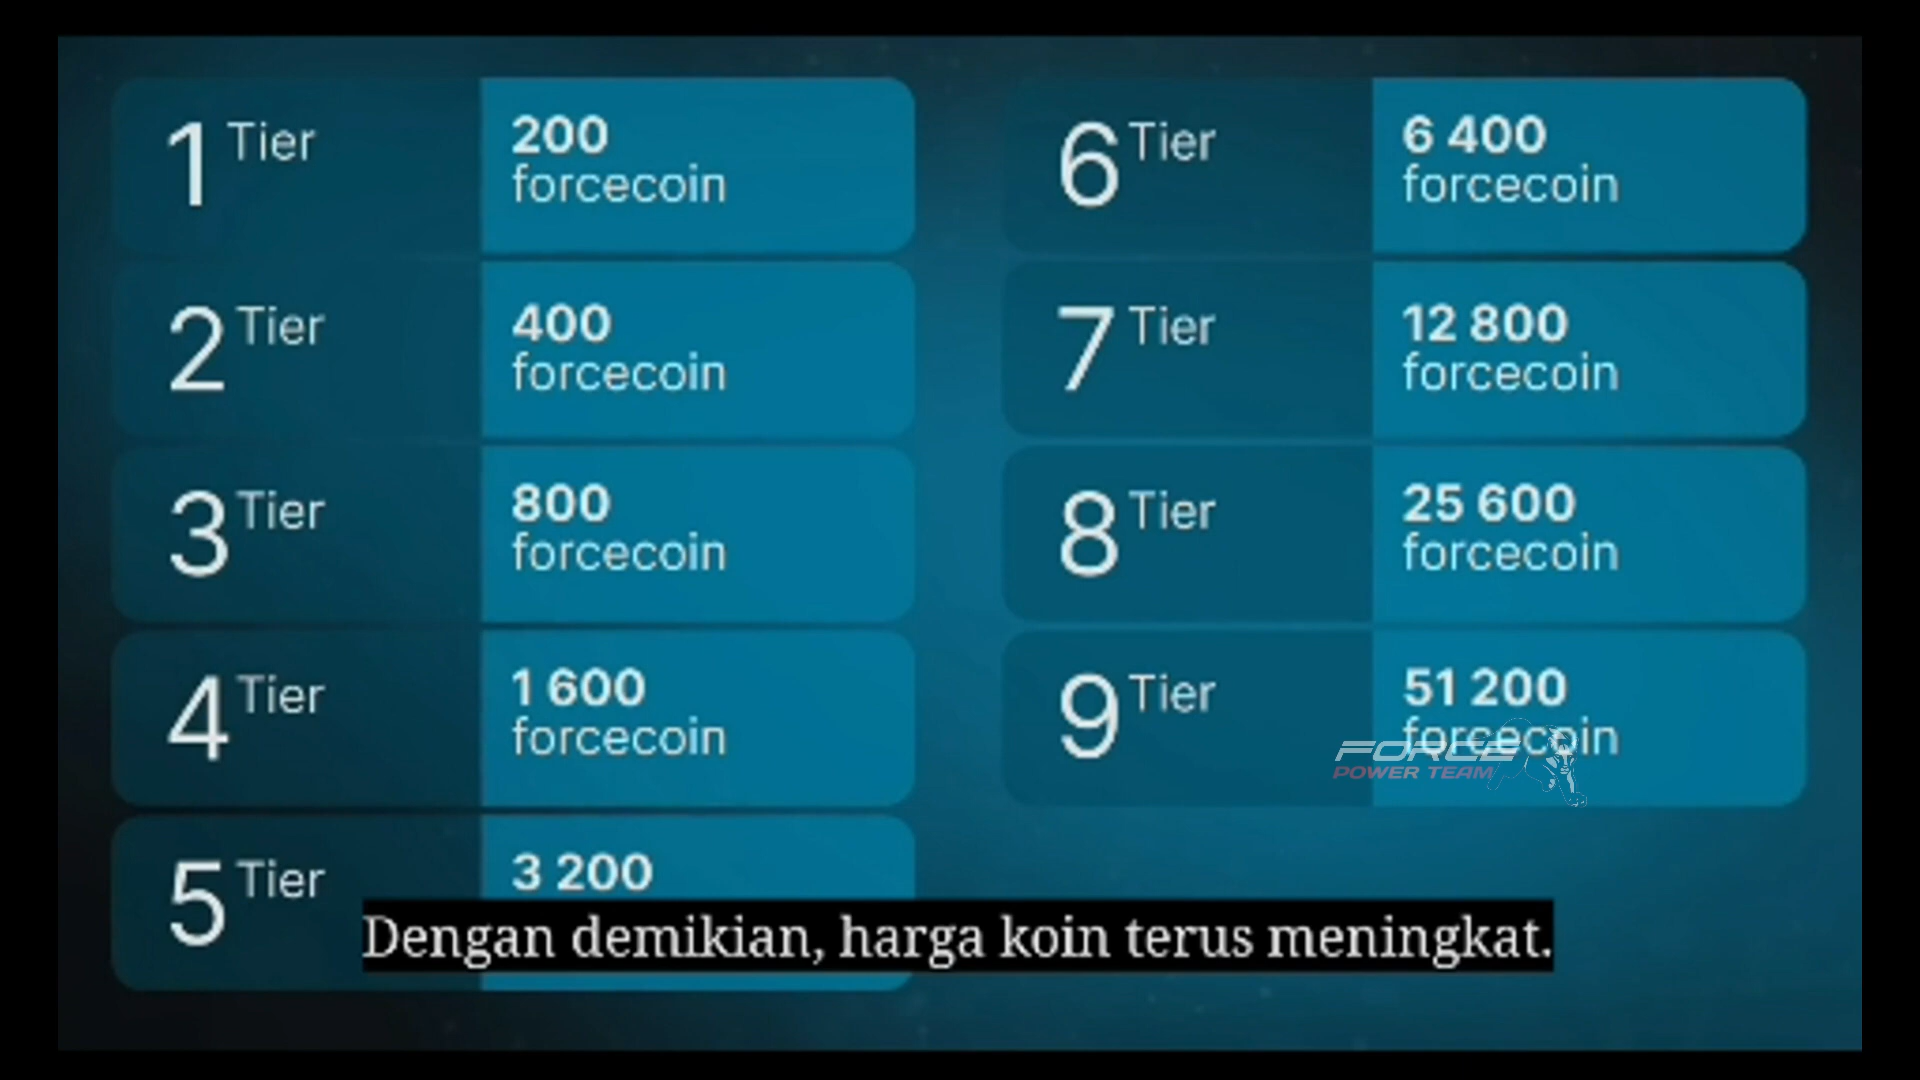 1 Tier
200
forcecoin
2 Tier
400
forcecoin
3 Tier
800
forcecoin
4 Tier
1 600
forcecoin
5 Tier
3 200
6 Tier
6 400
forcecoin
7 Tier
12 800
forcecoin
8 Tier
25 600
forcecoin
9 Tier
51 200
forcecoin
FORCE
POWER TEAM
Dengan demikian, harga koin terus meningkat.